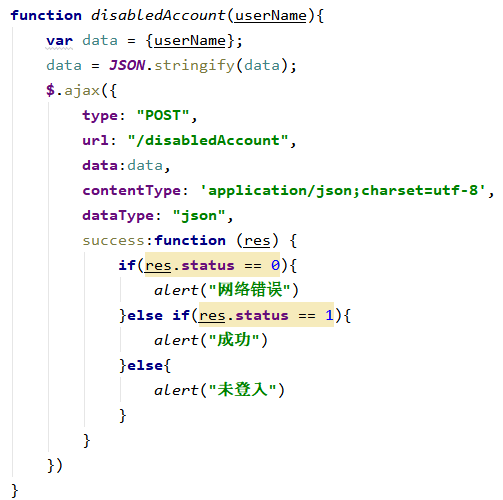 function disabledAccount(userName){
    var data = {userName};
    data = JSON.stringify(data);
    $.ajax({
        type: "POST",
        url: "/disabledAccount",
        data:data,
        contentType: 'application/json;charset=utf-8',
        dataType: "json",
        success:function (res) {
            if(res.status == 0){
                alert("网络错误")
            }else if(res.status == 1){
                alert("成功")
            }else{
                alert("未登入")
            }
        }
    })
}